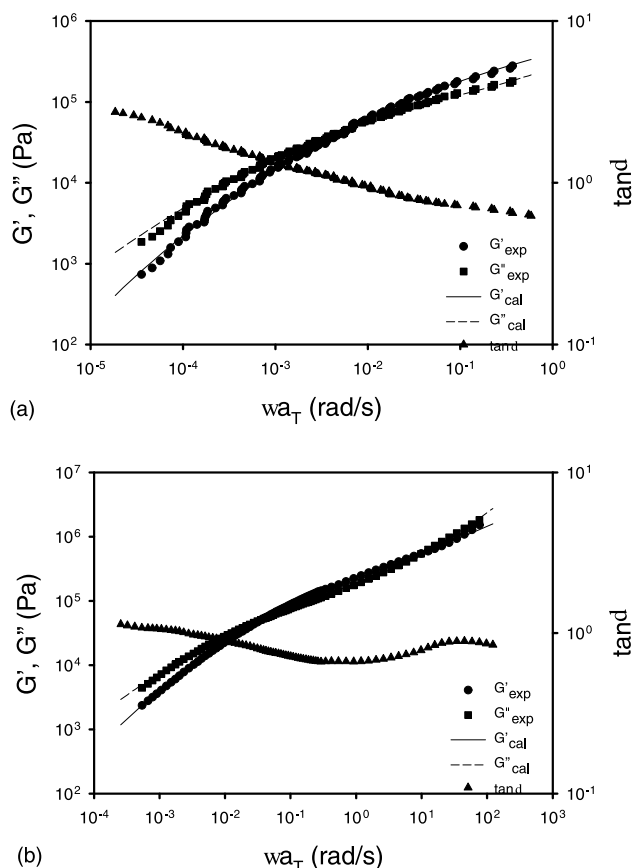 10⁶
10⁵
10⁴
10³
10²
G', G'' (Pa)
10¹
10⁰
10⁻¹
tand
G'exp
G''exp
G'cal
G''cal
tand
10⁻⁵ 10⁻⁴ 10⁻³ 10⁻² 10⁻¹ 10⁰
(a) waT (rad/s)
10⁷
10⁶
10⁵
10⁴
10³
10²
G', G'' (Pa)
10¹
10⁰
10⁻¹
tand
G'exp
G''exp
G'cal
G''cal
tand
10⁻⁴ 10⁻³ 10⁻² 10⁻¹ 10⁰ 10¹ 10² 10³
(b) waT (rad/s)